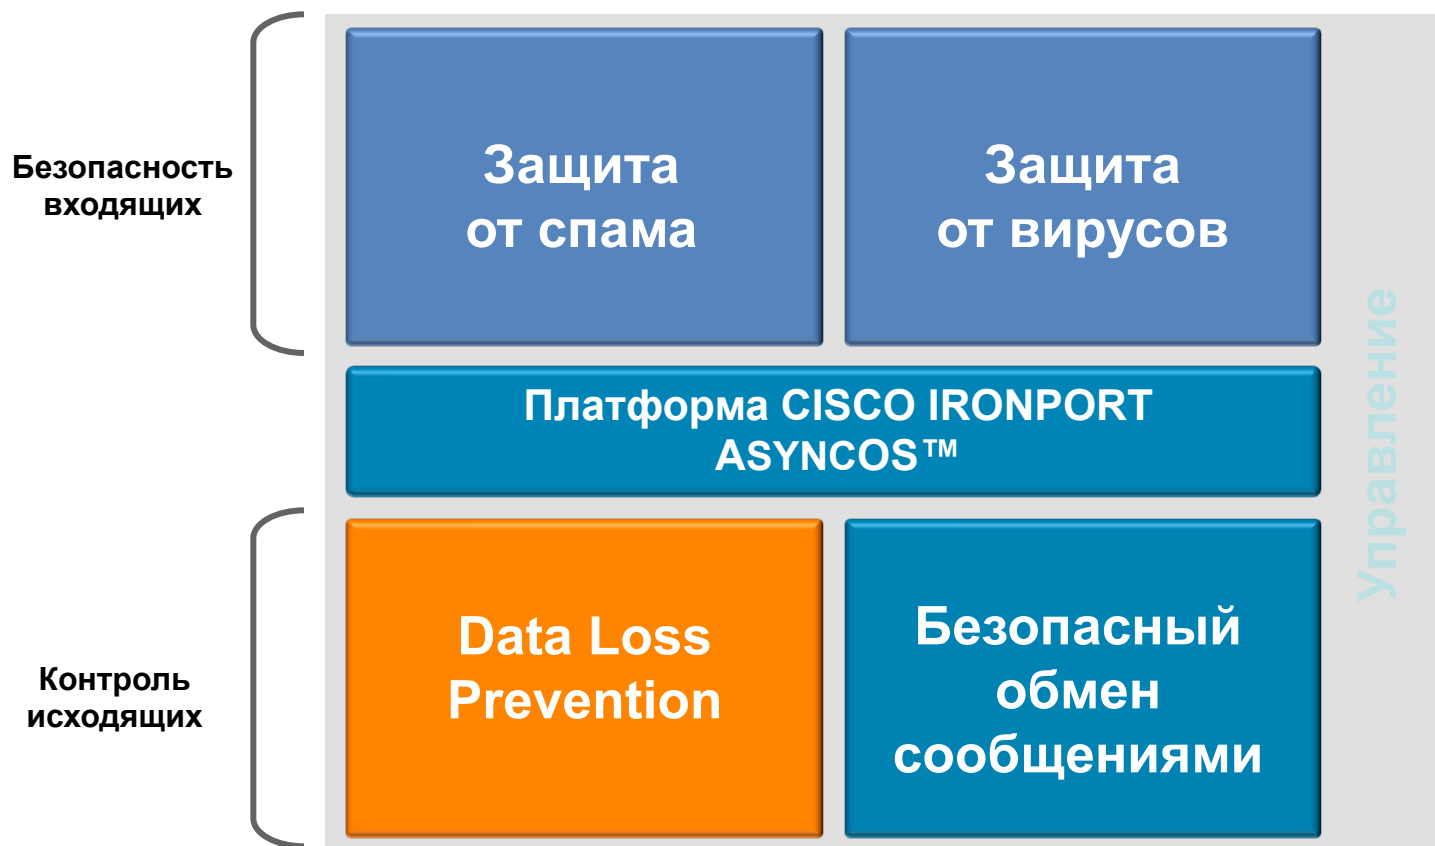 Безопасность
входящих
Защита
от спама
Защита
от вирусов
Платформа CISCO IRONPORT
ASYNCOS™
Управление
Контроль
исходящих
Data Loss
Prevention
Безопасный
обмен
сообщениями